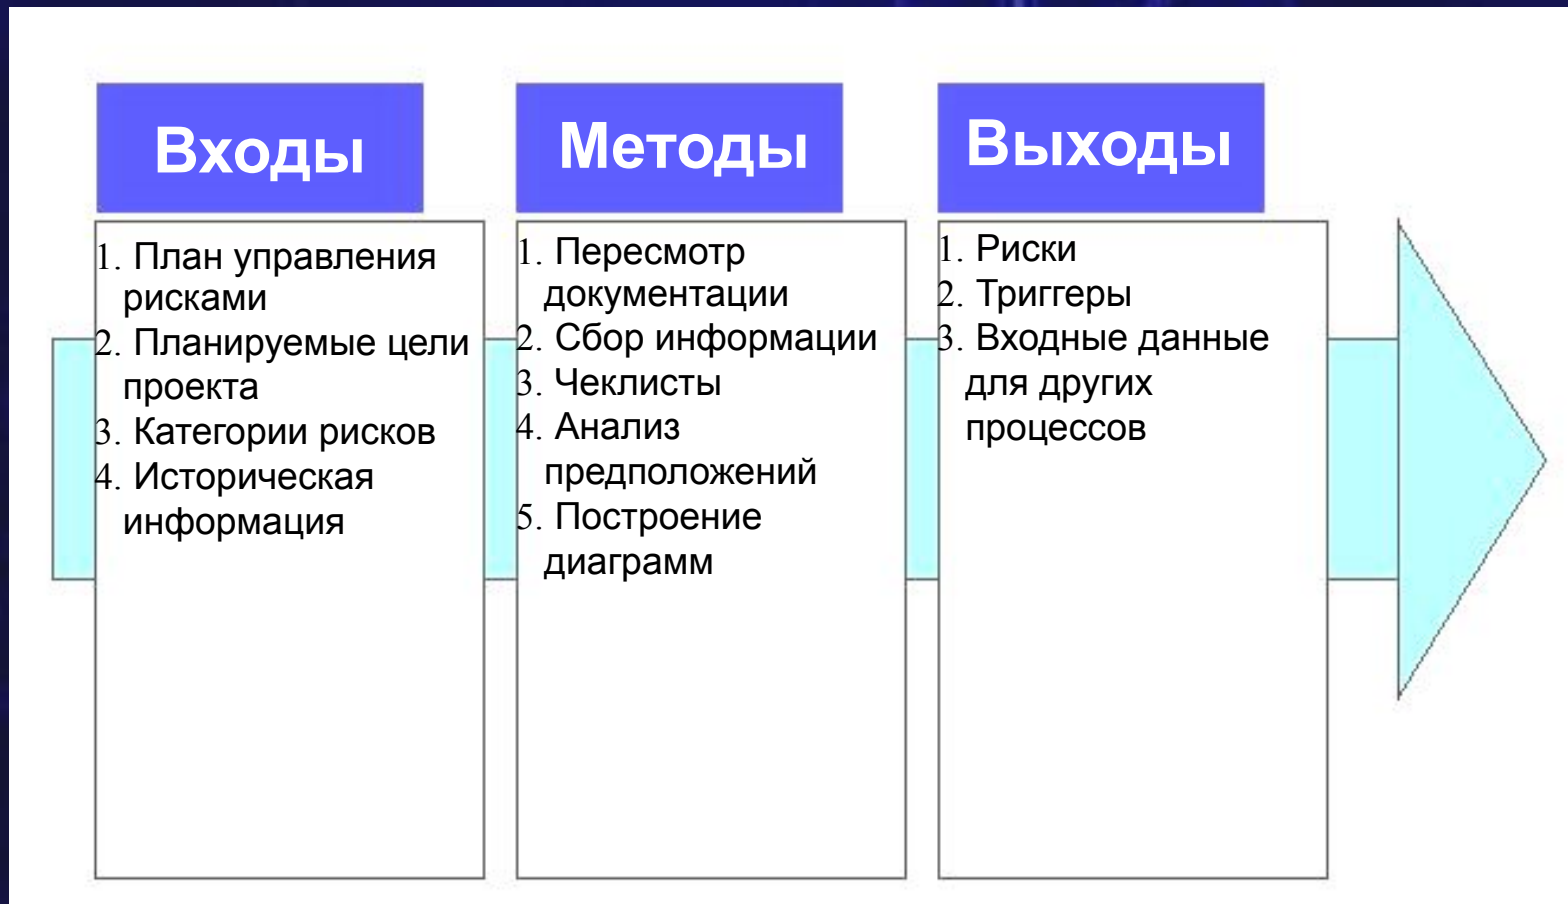 Входы
1. План управления
рисками
2. Планируемые цели
проекта
3. Категории рисков
4. Историческая
информация
Методы
1. Пересмотр
документации
2. Сбор информации
3. Чеклисты
4. Анализ
предположений
5. Построение
диаграмм
Выходы
1. Риски
2. Триггеры
3. Входные данные
для других
процессов